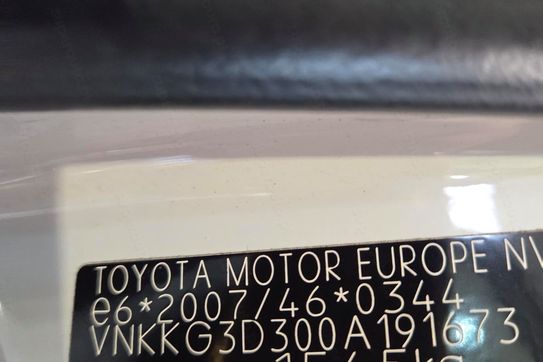 TOYOTA MOTOR EUROPE NV
e6*2007/46*0344
VNKKG3D300A191673